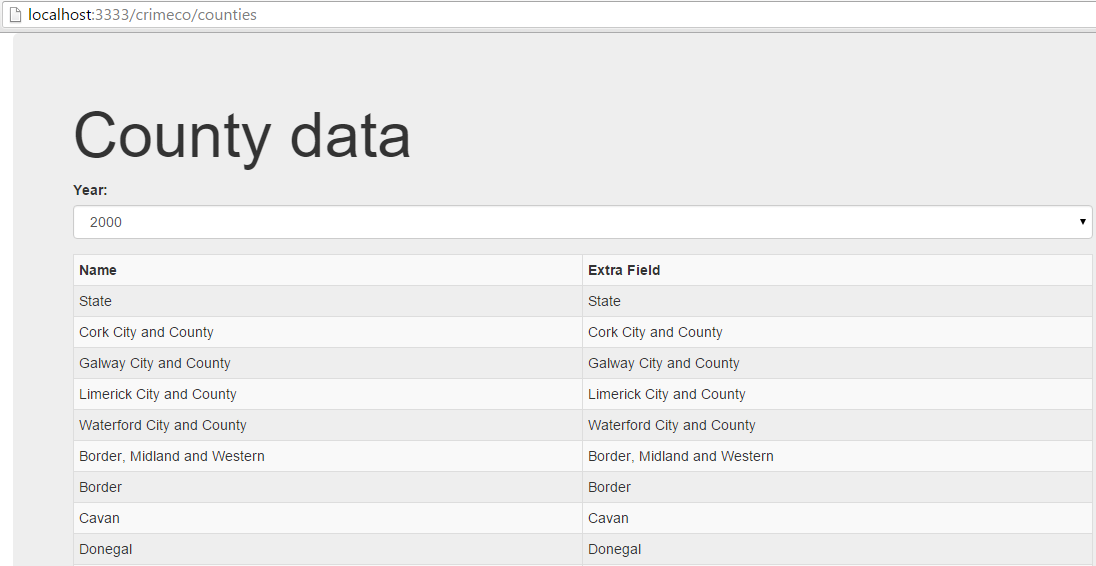 localhost:3333/crimeco/counties
County data
Year:
2000
Name Extra Field
State State
Cork City and County Cork City and County
Galway City and County Galway City and County
Limerick City and County Limerick City and County
Waterford City and County Waterford City and County
Border, Midland and Western Border, Midland and Western
Border Border
Cavan Cavan
Donegal Donegal